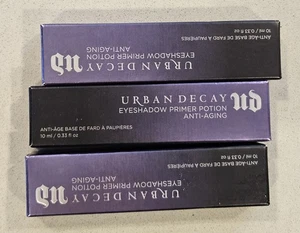 ANTI-ÂGE BASE DE FARD À PAUPIÈRES
10 ml / 0.33 fl oz
URBAN DECAY
EYESHADOW PRIMER POTION
ANTI-AGING
UD
URBAN DECAY
EYESHADOW PRIMER POTION
ANTI-AGING
UD
ANTI-ÂGE BASE DE FARD À PAUPIÈRES
10 ml / 0.33 fl oz
ANTI-ÂGE BASE DE FARD À PAUPIÈRES
10 ml / 0.33 fl oz
URBAN DECAY
EYESHADOW PRIMER POTION
ANTI-AGING
UD